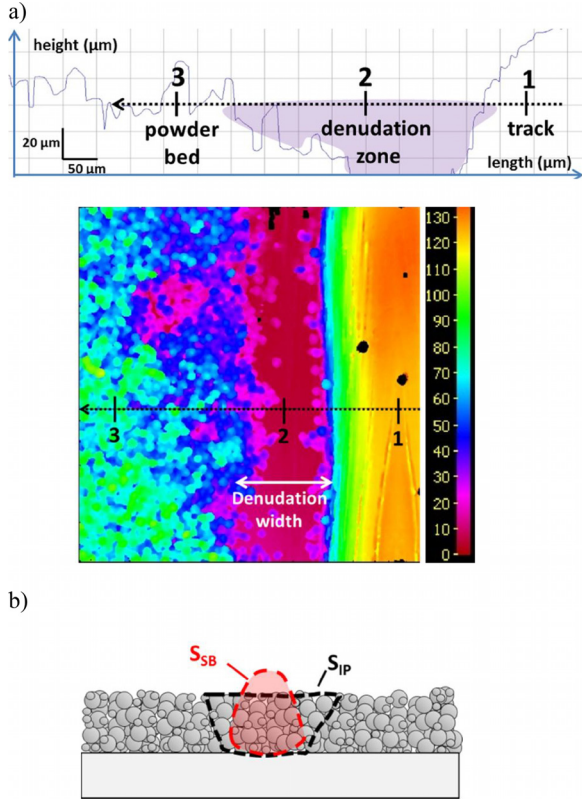 a)
height (µm)
3
2
1
powder
bed
denudation
zone
track
20 µm
50 µm
length (µm)
130
120
110
100
90
80
70
60
50
40
30
20
10
0
3
2
1
Denudation
width
b)
SSB
SIP